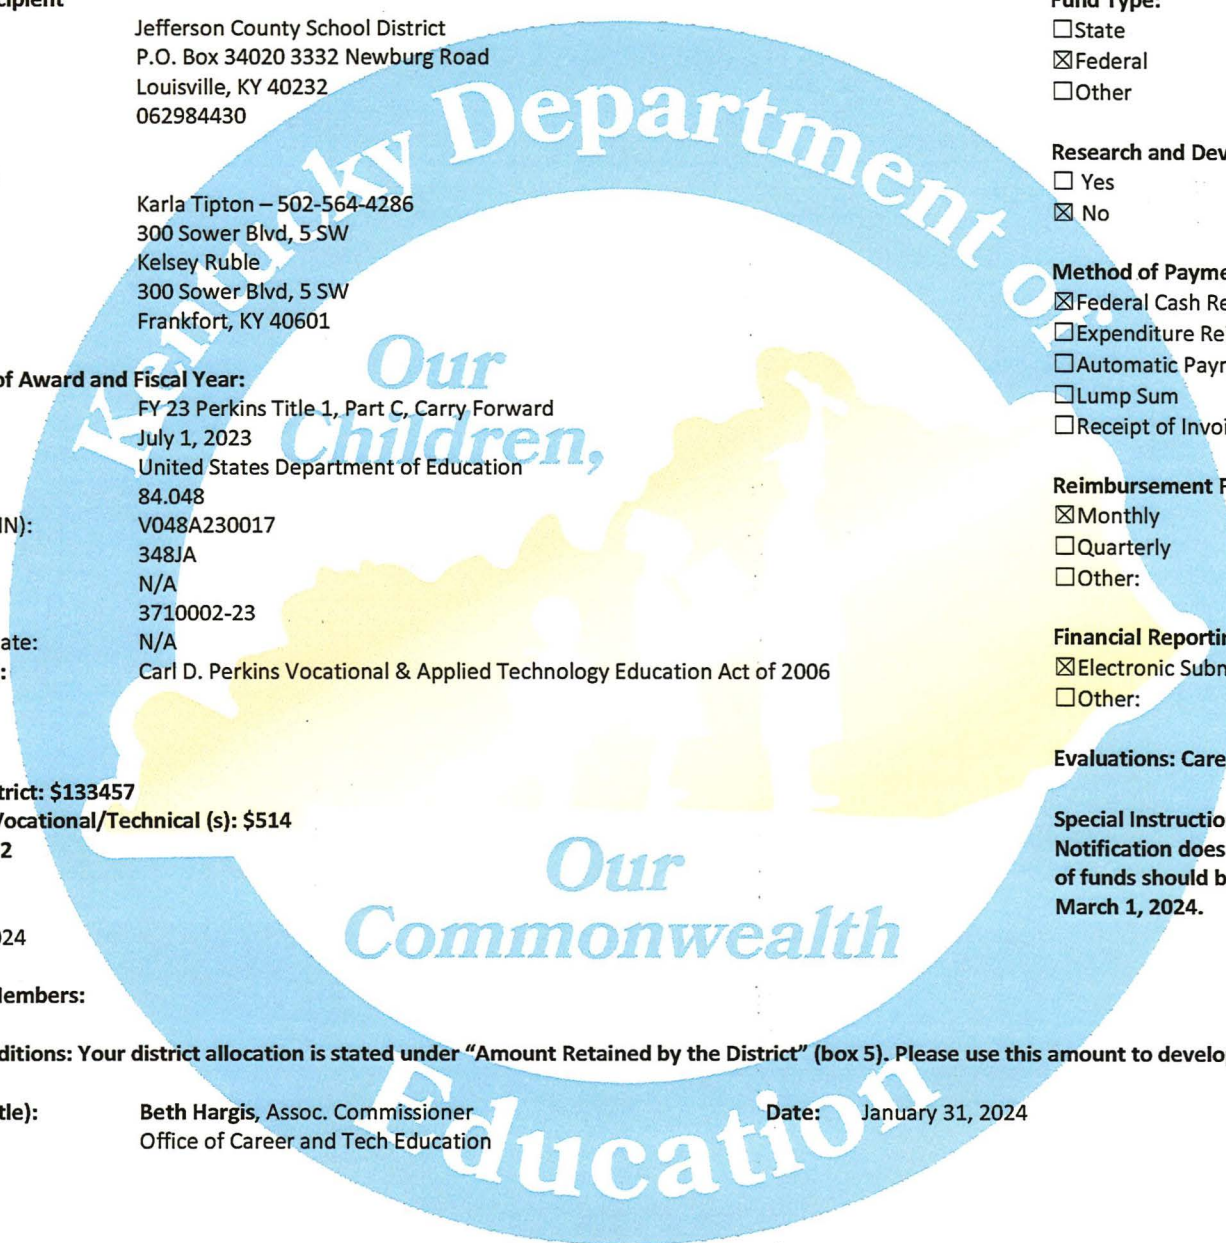 cipient
Jefferson County School District
P.O. Box 34020 3332 Newburg Road
Louisville, KY 40232
062984430
Karla Tipton – 502-564-4286
300 Sower Blvd, 5 SW
Kelsey Ruble
300 Sower Blvd, 5 SW
Frankfort, KY 40601
of Award and Fiscal Year:
FY 23 Perkins Title 1, Part C, Carry Forward
July 1, 2023
United States Department of Education
84.048
IN): V048A230017
348JA
N/A
3710002-23
ate: N/A
: Carl D. Perkins Vocational & Applied Technology Education Act of 2006
trict: $133457
Vocational/Technical (s): $514
2
024
Members:
ditions: Your district allocation is stated under “Amount Retained by the District” (box 5). Please use this amount to develo
tle): Beth Hargis, Assoc. Commissioner Date: January 31, 2024
Office of Career and Tech Education
Fund Type:
☐State
☒Federal
☐Other
Research and Dev
☐ Yes
☒ No
Method of Payme
☒Federal Cash Re
☐Expenditure Re
☐Automatic Payr
☐Lump Sum
☐Receipt of Invoi
Reimbursement F
☒Monthly
☐Quarterly
☐Other:
Financial Reportin
☒Electronic Subn
☐Other:
Evaluations: Care
Special Instructio
Notification does
of funds should b
March 1, 2024.
Kentucky Department of
Education
Our
Children,
Our
Commonwealth